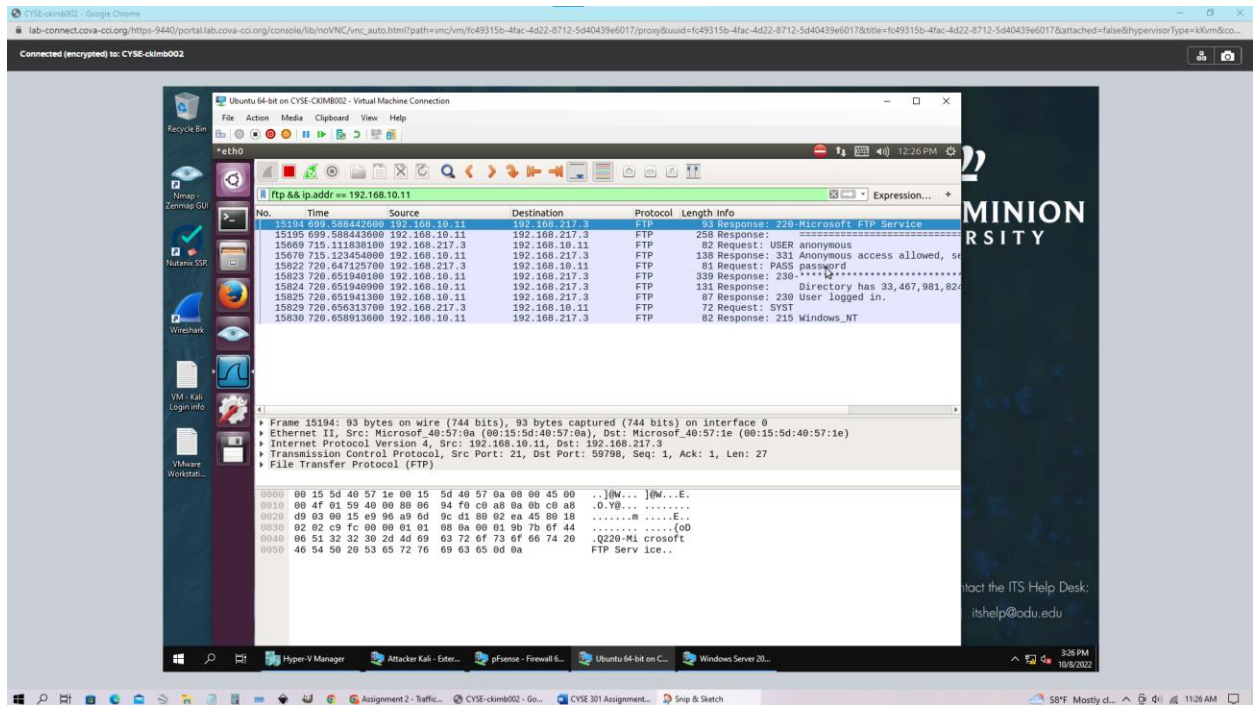 CYSE-ckimb002 - Google Chrome
lab-connect.cova-cci.org/https-9440/portal.lab.cova-cci.org/console/lib/noVNC/vnc_auto.html?path=vnc/vm/fc49315b-4fac-4d22-8712-5d40439e6017/proxy&uuid=fc49315b-4fac-4d22-8712-5d40439e6017&title=fc49315b-4fac-4d22-8712-5d40439e6017&attached=false&hypervisorType=kKvm&co...
Connected (encrypted) to: CYSE-ckimb002
Recycle Bin
Nmap - Zenmap GUI
Nutanix SSR
Wireshark
VM - Kali Login info
VMware Workstati...
Ubuntu 64-bit on CYSE-CKIMB002 - Virtual Machine Connection
File Action Media Clipboard View Help
*eth0 12:26 PM
ftp && ip.addr == 192.168.10.11 Expression... +
No. Time Source Destination Protocol Length Info
15194 699.588442600 192.168.10.11 192.168.217.3 FTP 93 Response: 220-Microsoft FTP Service
15195 699.588443600 192.168.10.11 192.168.217.3 FTP 258 Response: ==========================
15669 715.111838100 192.168.217.3 192.168.10.11 FTP 82 Request: USER anonymous
15670 715.123454000 192.168.10.11 192.168.217.3 FTP 138 Response: 331 Anonymous access allowed, se
15822 720.647125700 192.168.217.3 192.168.10.11 FTP 81 Request: PASS password
15823 720.651940100 192.168.10.11 192.168.217.3 FTP 339 Response: 230-*************************
15824 720.651940900 192.168.10.11 192.168.217.3 FTP 131 Response: Directory has 33,467,981,824
15825 720.651941300 192.168.10.11 192.168.217.3 FTP 87 Response: 230 User logged in.
15829 720.656313700 192.168.217.3 192.168.10.11 FTP 72 Request: SYST
15830 720.658913600 192.168.10.11 192.168.217.3 FTP 82 Response: 215 Windows_NT
Frame 15194: 93 bytes on wire (744 bits), 93 bytes captured (744 bits) on interface 0
Ethernet II, Src: Microsof_40:57:0a (00:15:5d:40:57:0a), Dst: Microsof_40:57:1e (00:15:5d:40:57:1e)
Internet Protocol Version 4, Src: 192.168.10.11, Dst: 192.168.217.3
Transmission Control Protocol, Src Port: 21, Dst Port: 59798, Seq: 1, Ack: 1, Len: 27
File Transfer Protocol (FTP)
0000 00 15 5d 40 57 1e 00 15 5d 40 57 0a 08 00 45 00 ..]@W... ]@W...E.
0010 00 4f 01 59 40 00 80 06 94 f0 c0 a8 0a 0b c0 a8 .O.Y@... ........
0020 d9 03 00 15 e9 96 a9 6d 9c d1 80 02 ea 45 80 18 .......m .....E..
0030 02 02 c9 fc 00 00 01 01 08 0a 00 01 9b 7b 6f 44 ........ .....{oD
0040 06 51 32 32 30 2d 4d 69 63 72 6f 73 6f 66 74 20 .Q220-Mi crosoft
0050 46 54 50 20 53 65 72 76 69 63 65 0d 0a FTP Serv ice..
MINION
RSITY
ntact the ITS Help Desk:
itshelp@odu.edu
Hyper-V Manager Attacker Kali - Exter... pFsense - Firewall 6... Ubuntu 64-bit on C... Windows Server 20... 3:26 PM
10/8/2022
Assignment 2 - Traffic... CYSE-ckimb002 - Go... CYSE 301 Assignment... Snip & Sketch 58°F Mostly cl... 11:26 AM